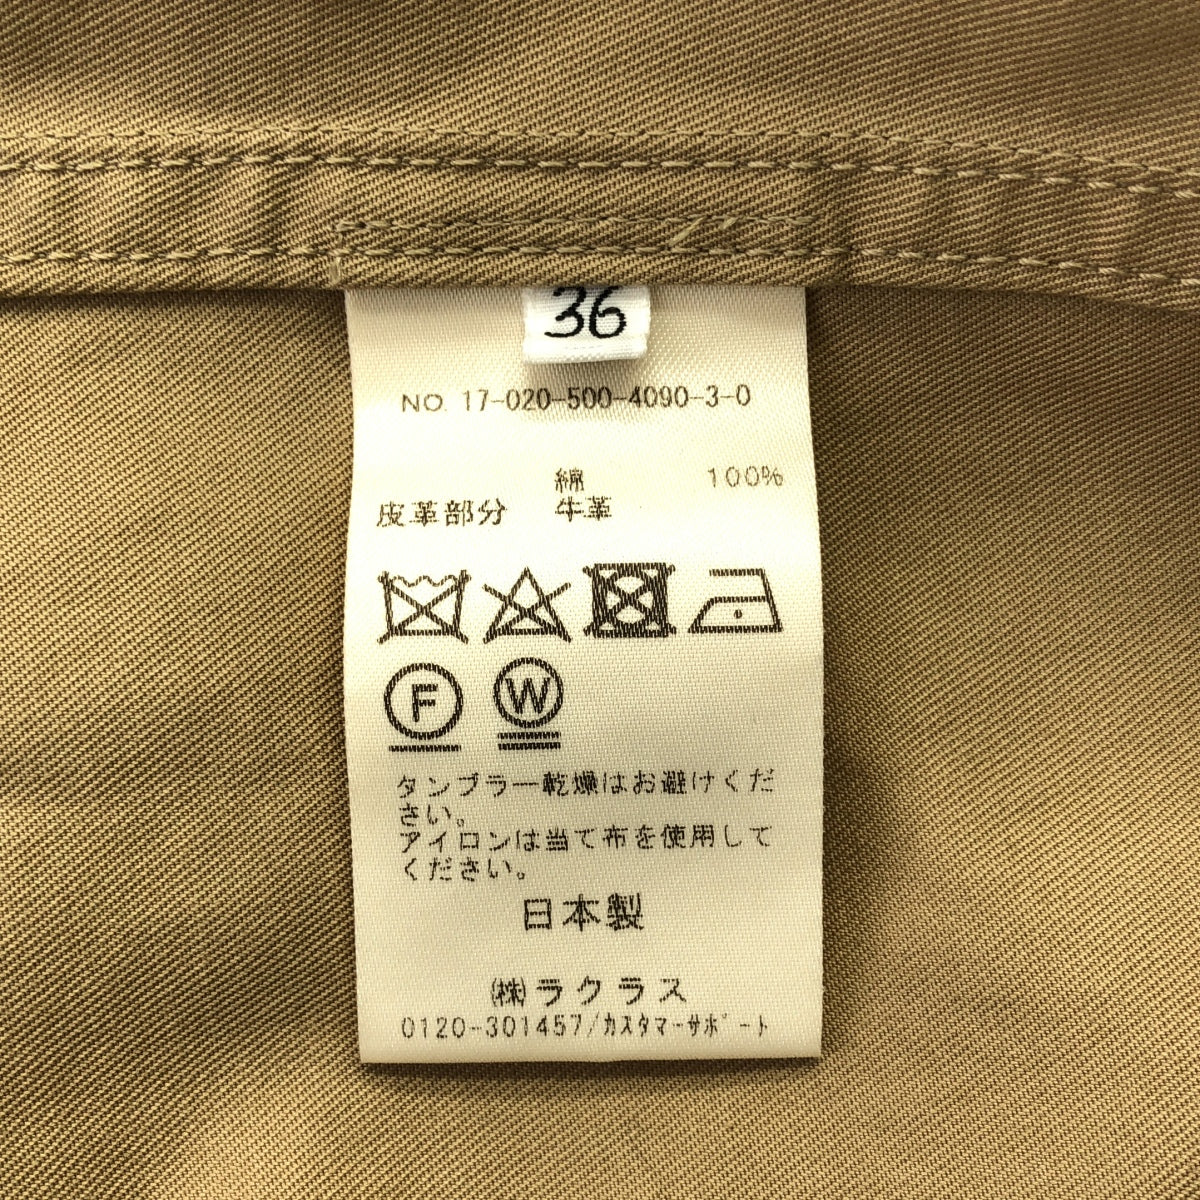 36
NO. 17-020-500-4090-3-0
綿 100%
皮革部分 牛革
F W
タンブラー乾燥はお避けくだ
さい。
アイロンは当て布を使用して
ください。
日本製
(株)ラクラス
0120-301457/カスタマーサポート